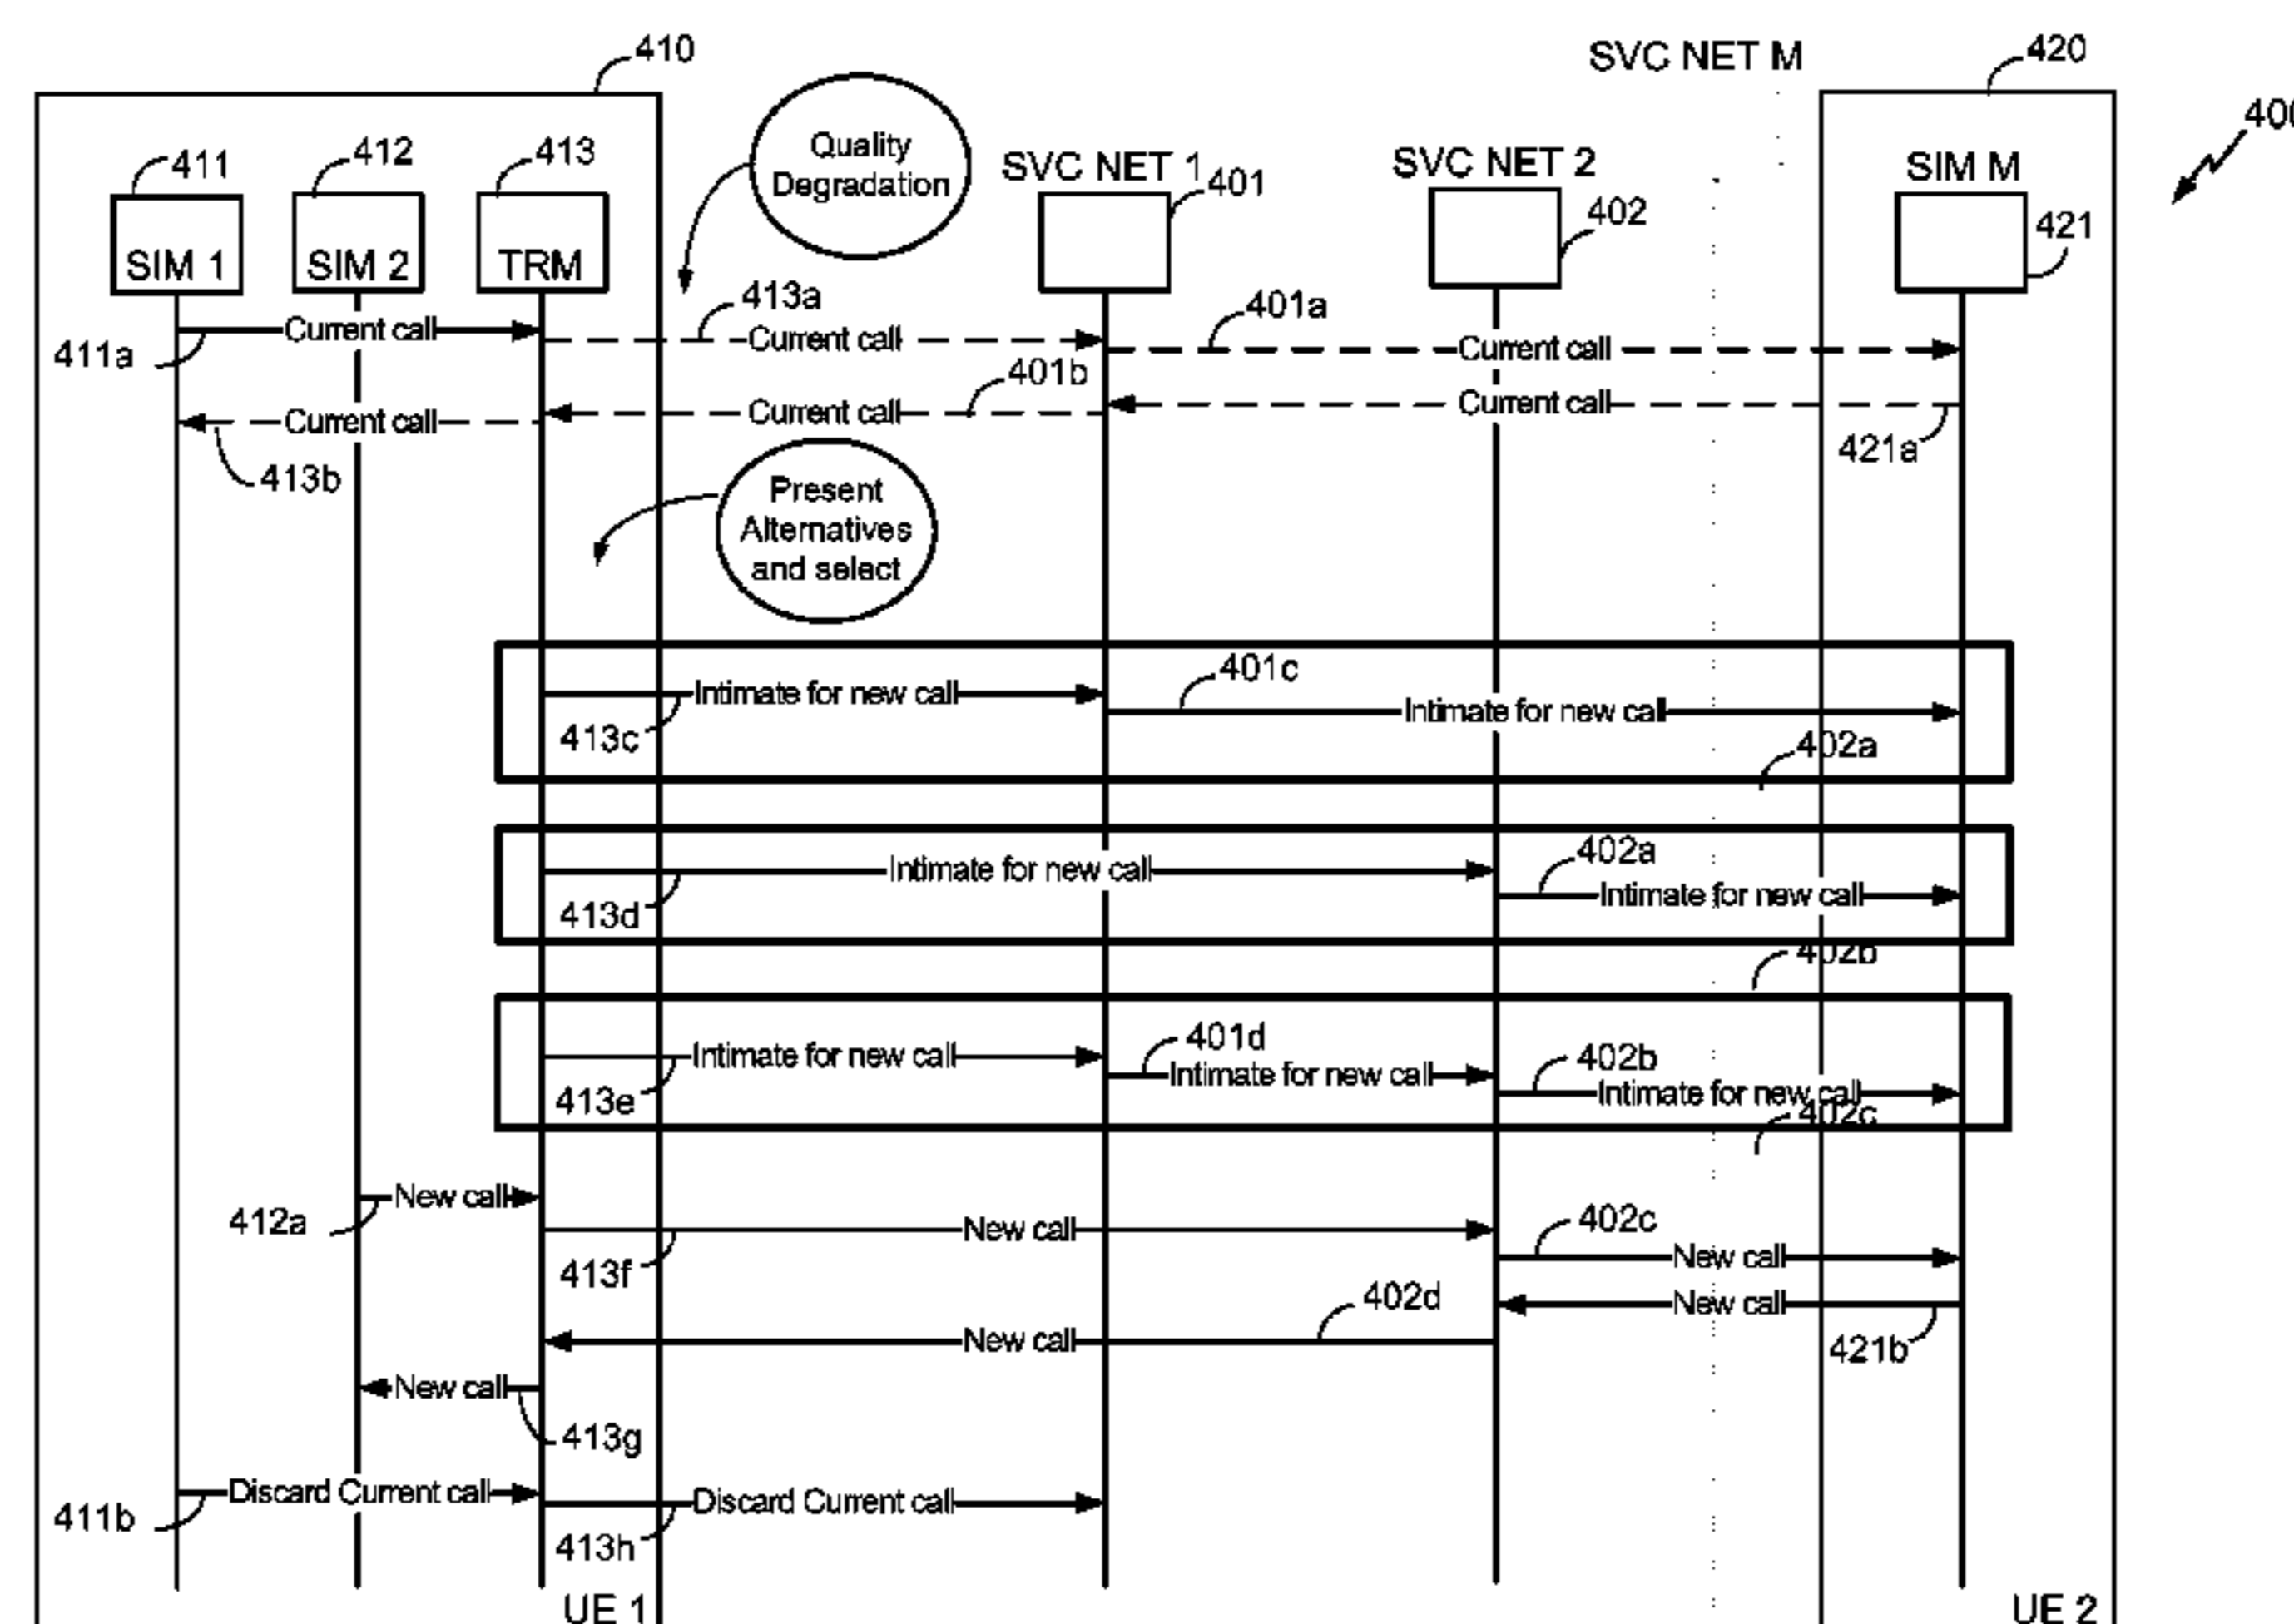 410
SVC NET M
420
400
411
412
413
Quality
Degradation
SVC NET 1
401
SVC NET 2
402
SIM M
421
SIM 1
SIM 2
TRM
413a
401a
Current call
Current call
Current call
411a
401b
Current call
Current call
Current call
421a
413b
Present
Alternatives
and select
401c
Intimate for new call
Intimate for new call
413c
402a
402a
Intimate for new call
Intimate for new call
413d
402b
401d
402b
Intimate for new call
Intimate for new call
Intimate for new call
413e
402c
New call
412a
402c
New call
New call
413f
402d
New call
New call
421b
New call
413g
Discard Current call
Discard Current call
411b
413h
UE 1
UE 2